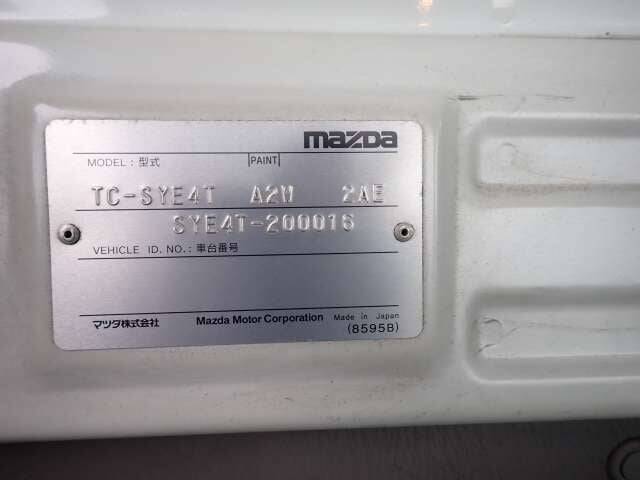 mazda
MODEL : 型式 PAINT
TC-SYE4T A2W 2AE
SYE4T-200016
VEHICLE ID. NO. : 車台番号
マツダ株式会社 Mazda Motor Corporation Made in Japan
(8595B)